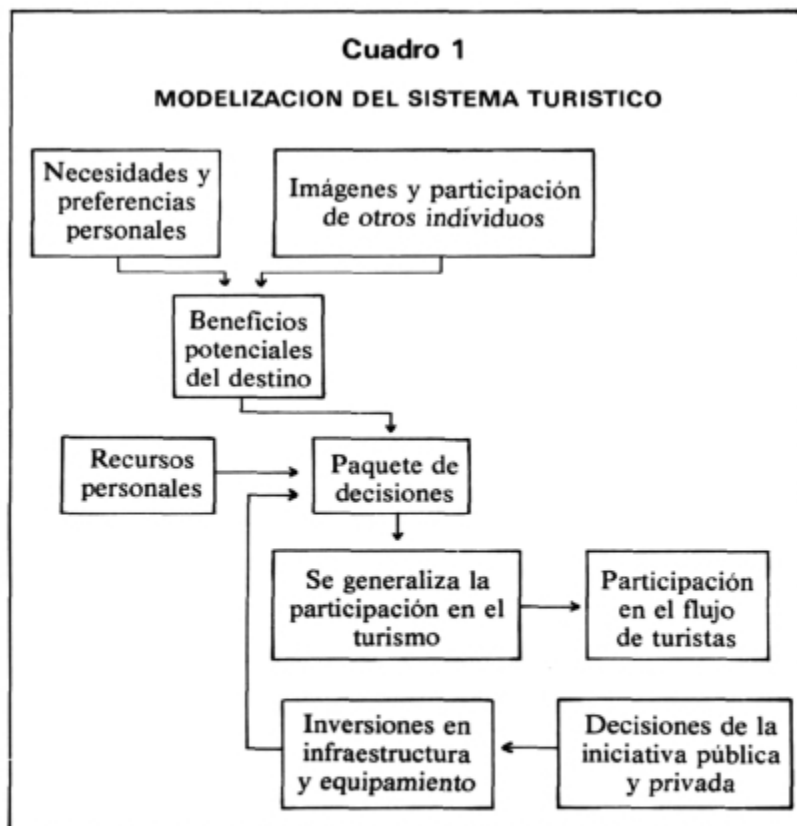 Cuadro 1
MODELIZACION DEL SISTEMA TURISTICO
Necesidades y
preferencias
personales
Imágenes y participación
de otros indivíduos
Beneficios
potenciales
del destino
Recursos
personales
Paquete de
decisiones
Se generaliza la
participación en el
turismo
Participación
en el flujo
de turistas
Inversiones en
infraestructura
y equipamiento
Decisiones de la
iniciativa pública
y privada